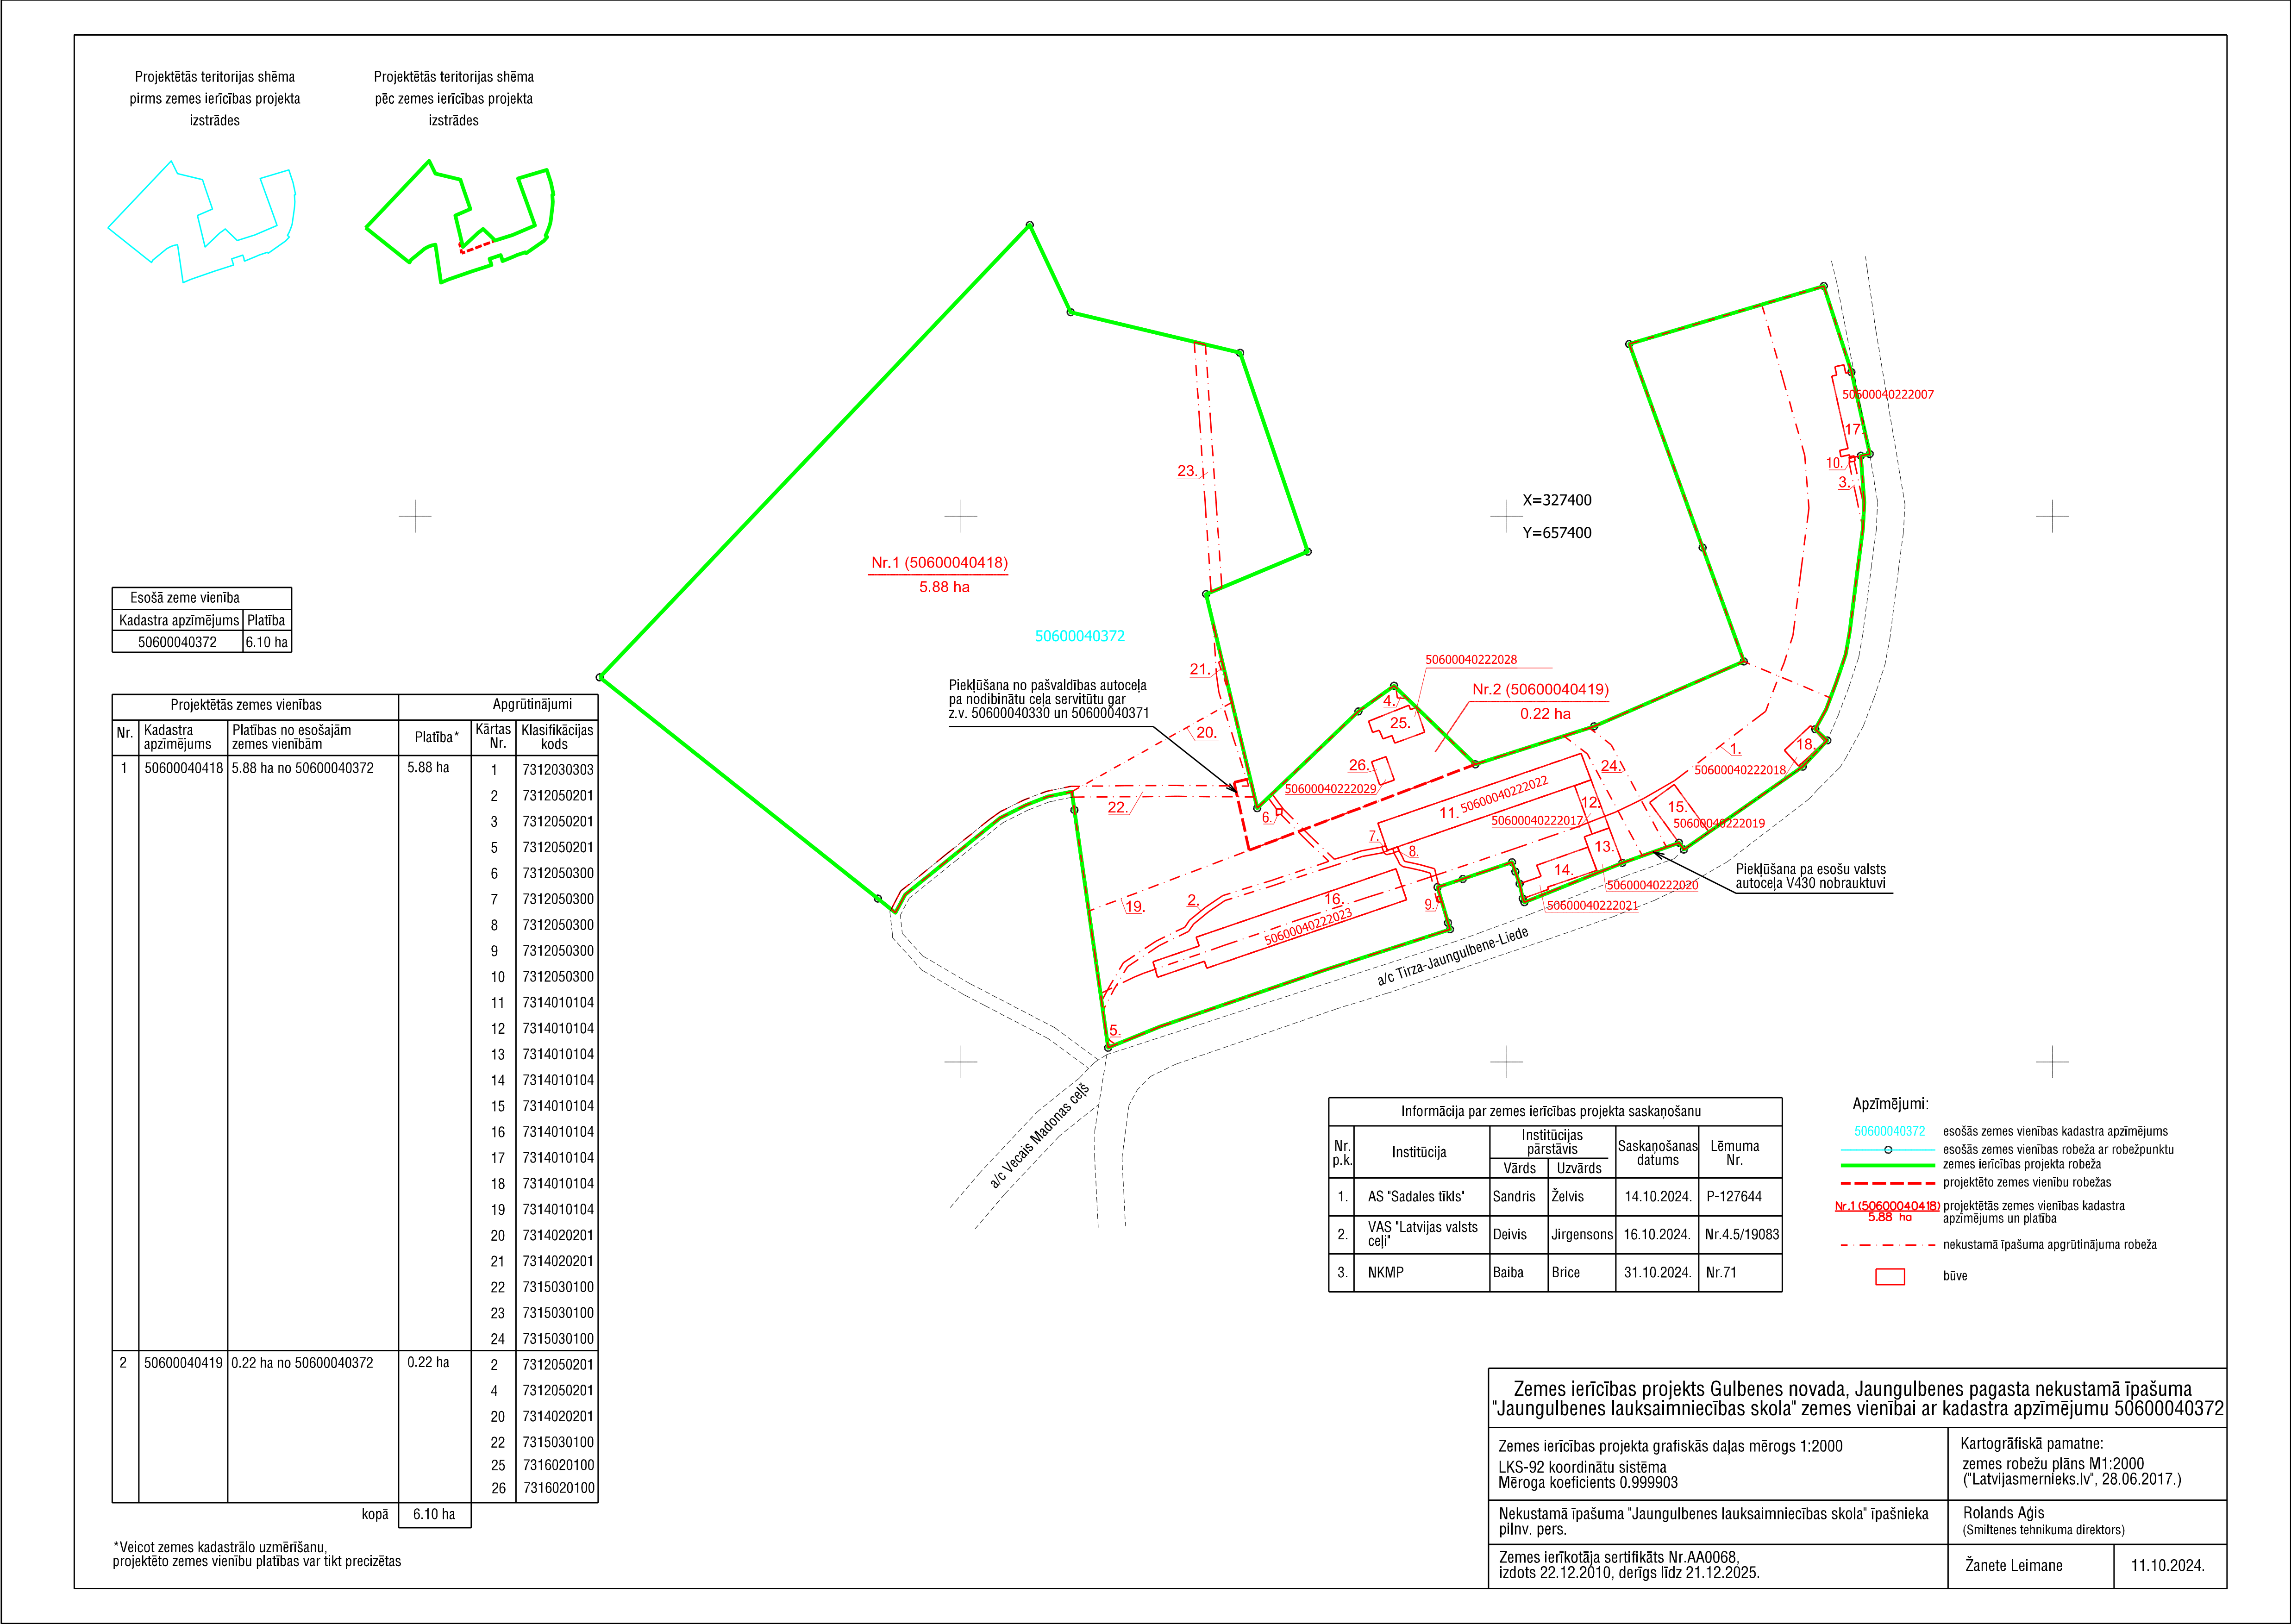 Projektētās teritorijas shēma
pirms zemes ierīcības projekta
izstrādes
Projektētās teritorijas shēma
pēc zemes ierīcības projekta
izstrādes
Esošā zeme vienība
Kadastra apzīmējums Platība
50600040372 6.10 ha
Projektētās zemes vienības Apgrūtinājumi
Nr. Kadastra apzīmējums Platības no esošajām zemes vienībām Platība* Kārtas Nr. Klasifikācijas kods
1 50600040418 5.88 ha no 50600040372 5.88 ha 1 7312030303
2 7312050201
3 7312050201
5 7312050201
6 7312050300
7 7312050300
8 7312050300
9 7312050300
10 7312050300
11 7314010104
12 7314010104
13 7314010104
14 7314010104
15 7314010104
16 7314010104
17 7314010104
18 7314010104
19 7314010104
20 7314020201
21 7314020201
22 7315030100
23 7315030100
24 7315030100
2 50600040419 0.22 ha no 50600040372 0.22 ha 2 7312050201
4 7312050201
20 7314020201
22 7315030100
25 7316020100
26 7316020100
kopā 6.10 ha
*Veicot zemes kadastrālo uzmērīšanu,
projektēto zemes vienību platības var tikt precizētas
Nr.1 (50600040418)
5.88 ha
50600040372
Piekļūšana no pašvaldības autoceļa
pa nodibinātu ceļa servitūtu gar
z.v. 50600040330 un 50600040371
X=327400
Y=657400
23.
21.
20.
22.
19.
2.
5.
6.
7.
8.
9.
16.
50600040222023
50600040222028
Nr.2 (50600040419)
0.22 ha
4.
25.
26.
50600040222029
11.
50600040222022
50600040222017
12.
13.
14.
50600040222020
50600040222021
15.
50600040222019
24.
1.
18.
50600040222018
50600040222007
17.
10.
3.
Piekļūšana pa esošu valsts
autoceļa V430 nobrauktuvi
a/c Tirza-Jaungulbene-Liede
a/c Vecais Madonas ceļš
Informācija par zemes ierīcības projekta saskaņošanu
Nr. p.k. Institūcija Institūcijas pārstāvis Saskaņošanas datums Lēmuma Nr.
Vārds Uzvārds
1. AS "Sadales tīkls" Sandris Želvis 14.10.2024. P-127644
2. VAS "Latvijas valsts ceļi" Deivis Jirgensons 16.10.2024. Nr.4.5/19083
3. NKMP Baiba Brice 31.10.2024. Nr.71
Apzīmējumi:
50600040372 esošās zemes vienības kadastra apzīmējums
esošās zemes vienības robeža ar robežpunktu
zemes ierīcības projekta robeža
projektēto zemes vienību robežas
Nr.1 (50600040418) projektētās zemes vienības kadastra
5.88 ha apzīmējums un platība
nekustamā īpašuma apgrūtinājuma robeža
būve
Zemes ierīcības projekts Gulbenes novada, Jaungulbenes pagasta nekustamā īpašuma
"Jaungulbenes lauksaimniecības skola" zemes vienībai ar kadastra apzīmējumu 50600040372
Zemes ierīcības projekta grafiskās daļas mērogs 1:2000
LKS-92 koordinātu sistēma
Mēroga koeficients 0.999903
Kartogrāfiskā pamatne:
zemes robežu plāns M1:2000
("Latvijasmernieks.lv", 28.06.2017.)
Nekustamā īpašuma "Jaungulbenes lauksaimniecības skola" īpašnieka
pilnv. pers.
Rolands Aģis
(Smiltenes tehnikuma direktors)
Zemes ierīkotāja sertifikāts Nr.AA0068,
izdots 22.12.2010, derīgs līdz 21.12.2025.
Žanete Leimane 11.10.2024.